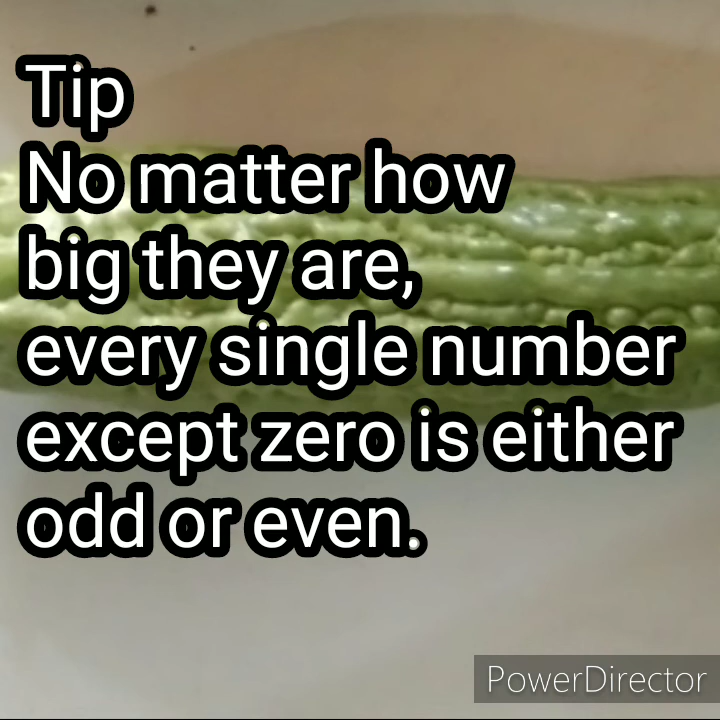 Tip
No matter how
big they are,
every single number
except zero is either
odd or even.
PowerDirector